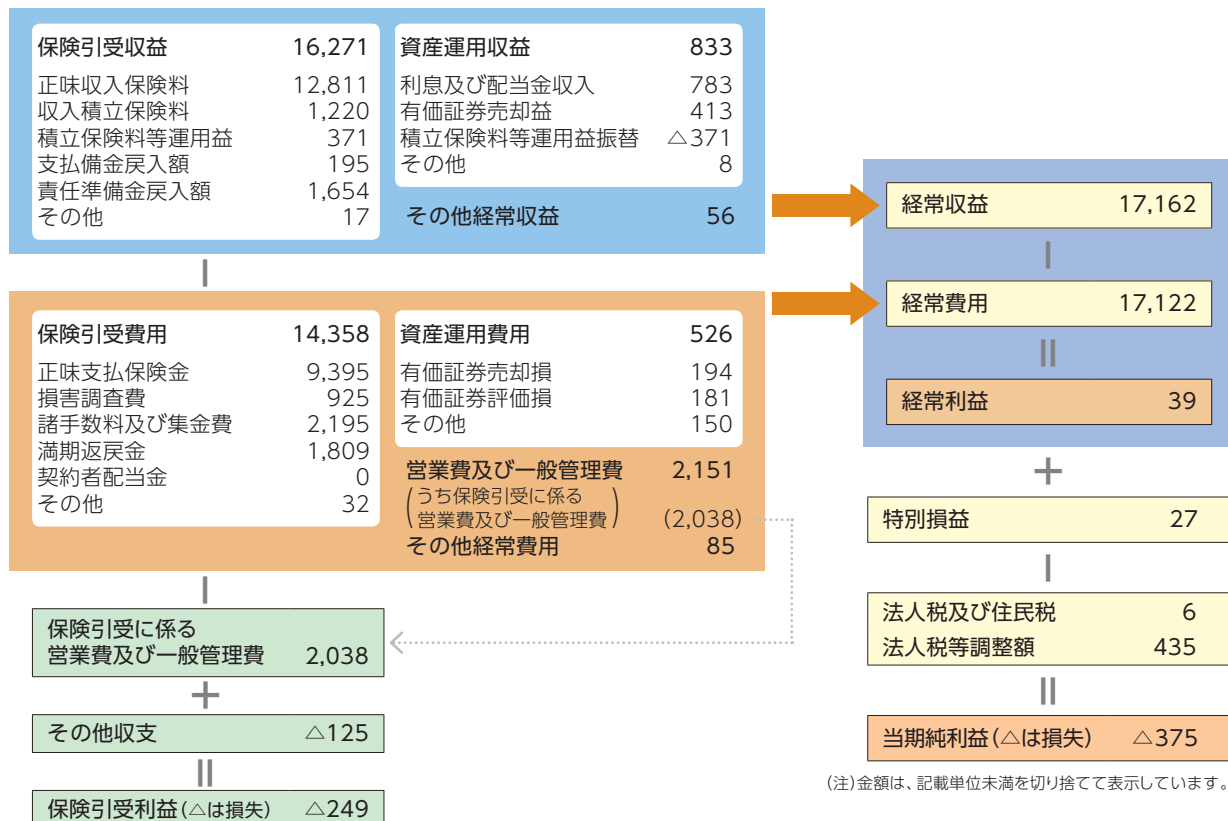 保険引受収益 16,271
正味収入保険料 12,811
収入積立保険料 1,220
積立保険料等運用益 371
支払備金戻入額 195
責任準備金戻入額 1,654
その他 17
資産運用収益 833
利息及び配当金収入 783
有価証券売却益 413
積立保険料等運用益振替 △371
その他 8
その他経常収益 56
保険引受費用 14,358
正味支払保険金 9,395
損害調査費 925
諸手数料及び集金費 2,195
満期返戻金 1,809
契約者配当金 0
その他 32
資産運用費用 526
有価証券売却損 194
有価証券評価損 181
その他 150
営業費及び一般管理費 2,151
(うち保険引受に係る
営業費及び一般管理費) (2,038)
その他経常費用 85
保険引受に係る
営業費及び一般管理費 2,038
+
その他収支 △125
保険引受利益(△は損失) △249
経常収益 17,162
経常費用 17,122
経常利益 39
+
特別損益 27
法人税及び住民税 6
法人税等調整額 435
当期純利益(△は損失) △375
(注)金額は、記載単位未満を切り捨てて表示しています。